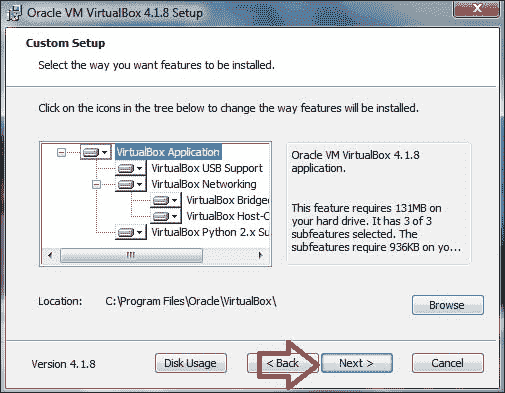 Oracle VM VirtualBox 4.1.8 Setup
Custom Setup
Select the way you want features to be installed.
Click on the icons in the tree below to change the way features will be installed.
VirtualBox Application
VirtualBox USB Support
VirtualBox Networking
VirtualBox Bridge
VirtualBox Host-O
VirtualBox Python 2.x Su
Oracle VM VirtualBox 4.1.8
application.
This feature requires 131MB on
your hard drive. It has 3 of 3
subfeatures selected. The
subfeatures require 936KB on yo...
Location: C:\Program Files\Oracle\VirtualBox\
Browse
Version 4.1.8
Disk Usage
< Back
Next >
Cancel